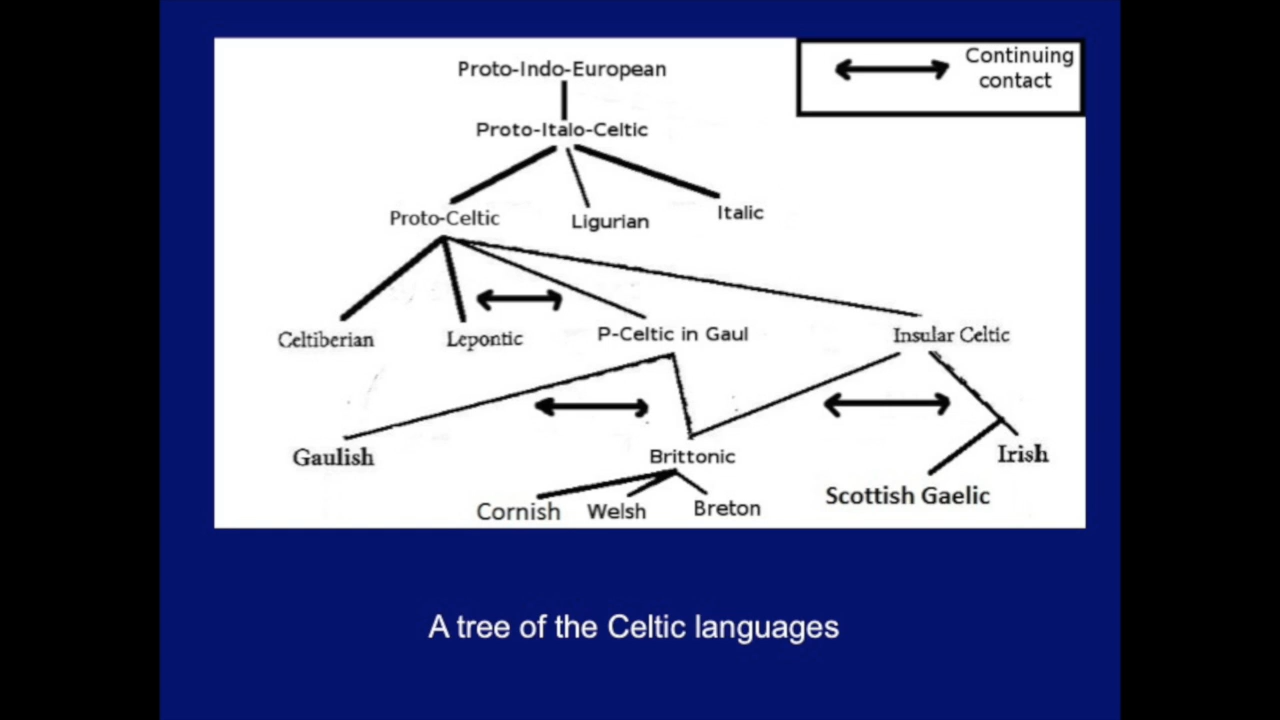 Continuing
contact
Proto-Indo-European
Proto-Italo-Celtic
Proto-Celtic
Ligurian
Italic
Celtiberian
Lepontic
P-Celtic in Gaul
Insular Celtic
Gaulish
Brittonic
Irish
Cornish
Welsh
Breton
Scottish Gaelic
A tree of the Celtic languages